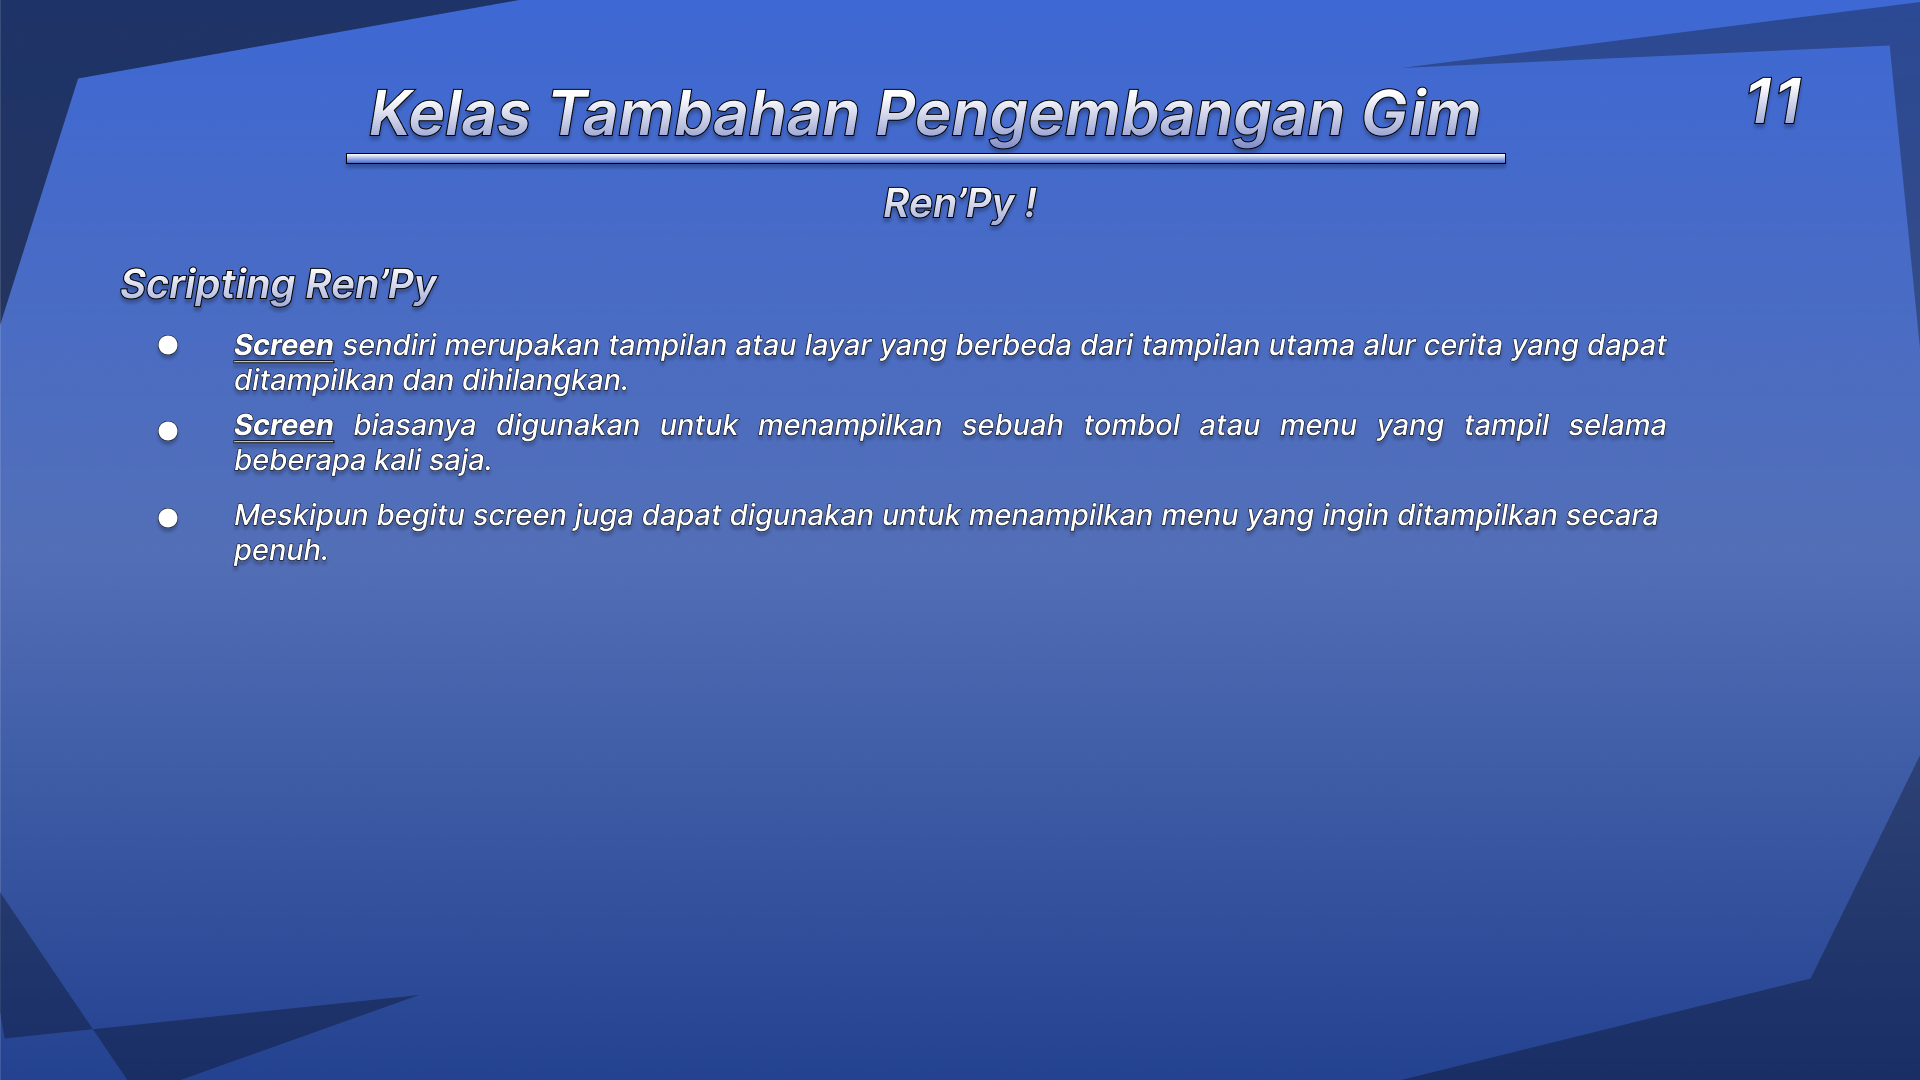 Kelas Tambahan Pengembangan Gim
11
Ren’Py !
Scripting Ren’Py
● Screen sendiri merupakan tampilan atau layar yang berbeda dari tampilan utama alur cerita yang dapat
ditampilkan dan dihilangkan.
● Screen biasanya digunakan untuk menampilkan sebuah tombol atau menu yang tampil selama
beberapa kali saja.
● Meskipun begitu screen juga dapat digunakan untuk menampilkan menu yang ingin ditampilkan secara
penuh.